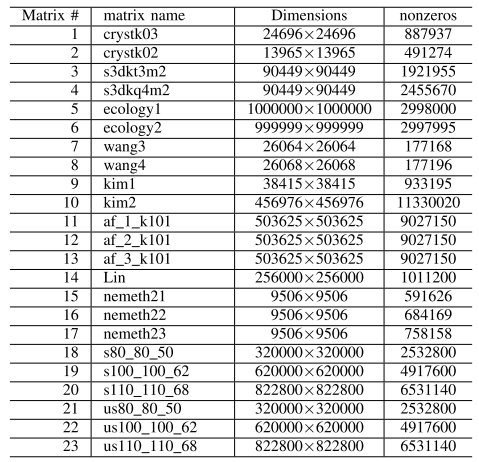 Matrix # matrix name Dimensions nonzeros
1 crystk03 24696×24696 887937
2 crystk02 13965×13965 491274
3 s3dkt3m2 90449×90449 1921955
4 s3dkq4m2 90449×90449 2455670
5 ecology1 1000000×1000000 2998000
6 ecology2 999999×999999 2997995
7 wang3 26064×26064 177168
8 wang4 26068×26068 177196
9 kim1 38415×38415 933195
10 kim2 456976×456976 11330020
11 af_1_k101 503625×503625 9027150
12 af_2_k101 503625×503625 9027150
13 af_3_k101 503625×503625 9027150
14 Lin 256000×256000 1011200
15 nemeth21 9506×9506 591626
16 nemeth22 9506×9506 684169
17 nemeth23 9506×9506 758158
18 s80_80_50 320000×320000 2532800
19 s100_100_62 620000×620000 4917600
20 s110_110_68 822800×822800 6531140
21 us80_80_50 320000×320000 2532800
22 us100_100_62 620000×620000 4917600
23 us110_110_68 822800×822800 6531140